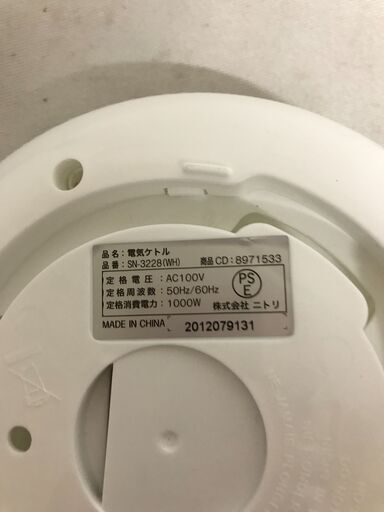 品名：電気ケトル
品番：SN-3228(WH) 商品CD：8971533
定格電圧：AC100V
定格周波数：50Hz/60Hz
定格消費電力：1000W
PS
E
株式会社 ニトリ
MADE IN CHINA
2012079131